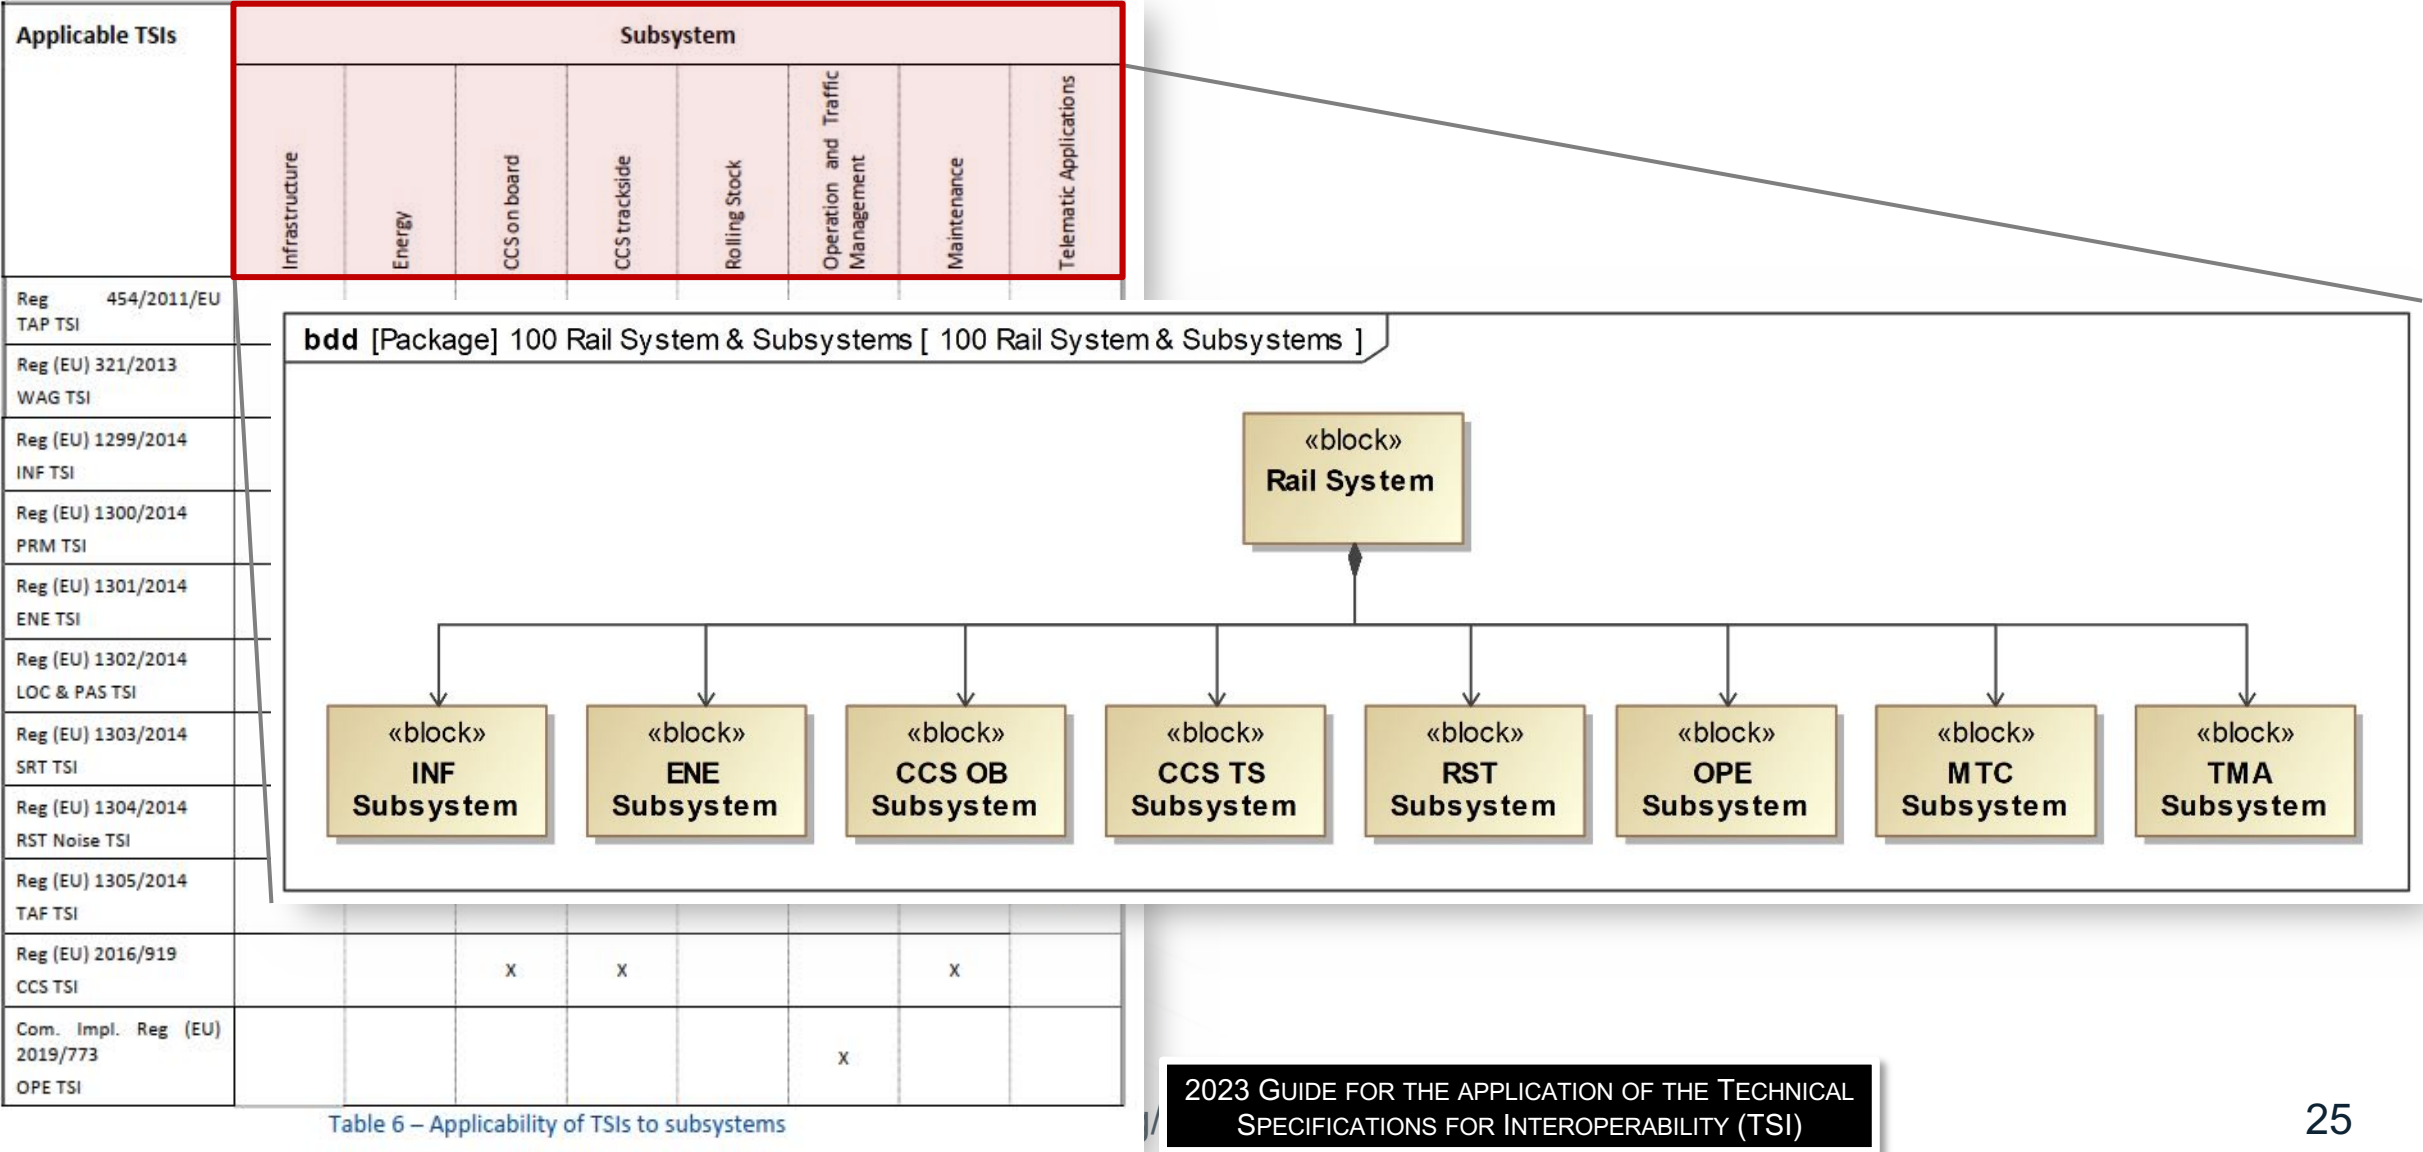 Applicable TSIs
Subsystem
Infrastructure
Energy
CCS on board
CCS trackside
Rolling Stock
Operation and Traffic
Management
Maintenance
Telematic Applications
Reg 454/2011/EU
TAP TSI
Reg (EU) 321/2013
WAG TSI
Reg (EU) 1299/2014
INF TSI
Reg (EU) 1300/2014
PRM TSI
Reg (EU) 1301/2014
ENE TSI
Reg (EU) 1302/2014
LOC & PAS TSI
Reg (EU) 1303/2014
SRT TSI
Reg (EU) 1304/2014
RST Noise TSI
Reg (EU) 1305/2014
TAF TSI
Reg (EU) 2016/919
CCS TSI
x x x
Com. Impl. Reg (EU)
2019/773
OPE TSI
x
Table 6 – Applicability of TSIs to subsystems
bdd [Package] 100 Rail System & Subsystems [ 100 Rail System & Subsystems ]
«block»
Rail System
«block»
INF
Subsystem
«block»
ENE
Subsystem
«block»
CCS OB
Subsystem
«block»
CCS TS
Subsystem
«block»
RST
Subsystem
«block»
OPE
Subsystem
«block»
MTC
Subsystem
«block»
TMA
Subsystem
2023 GUIDE FOR THE APPLICATION OF THE TECHNICAL
SPECIFICATIONS FOR INTEROPERABILITY (TSI)
25